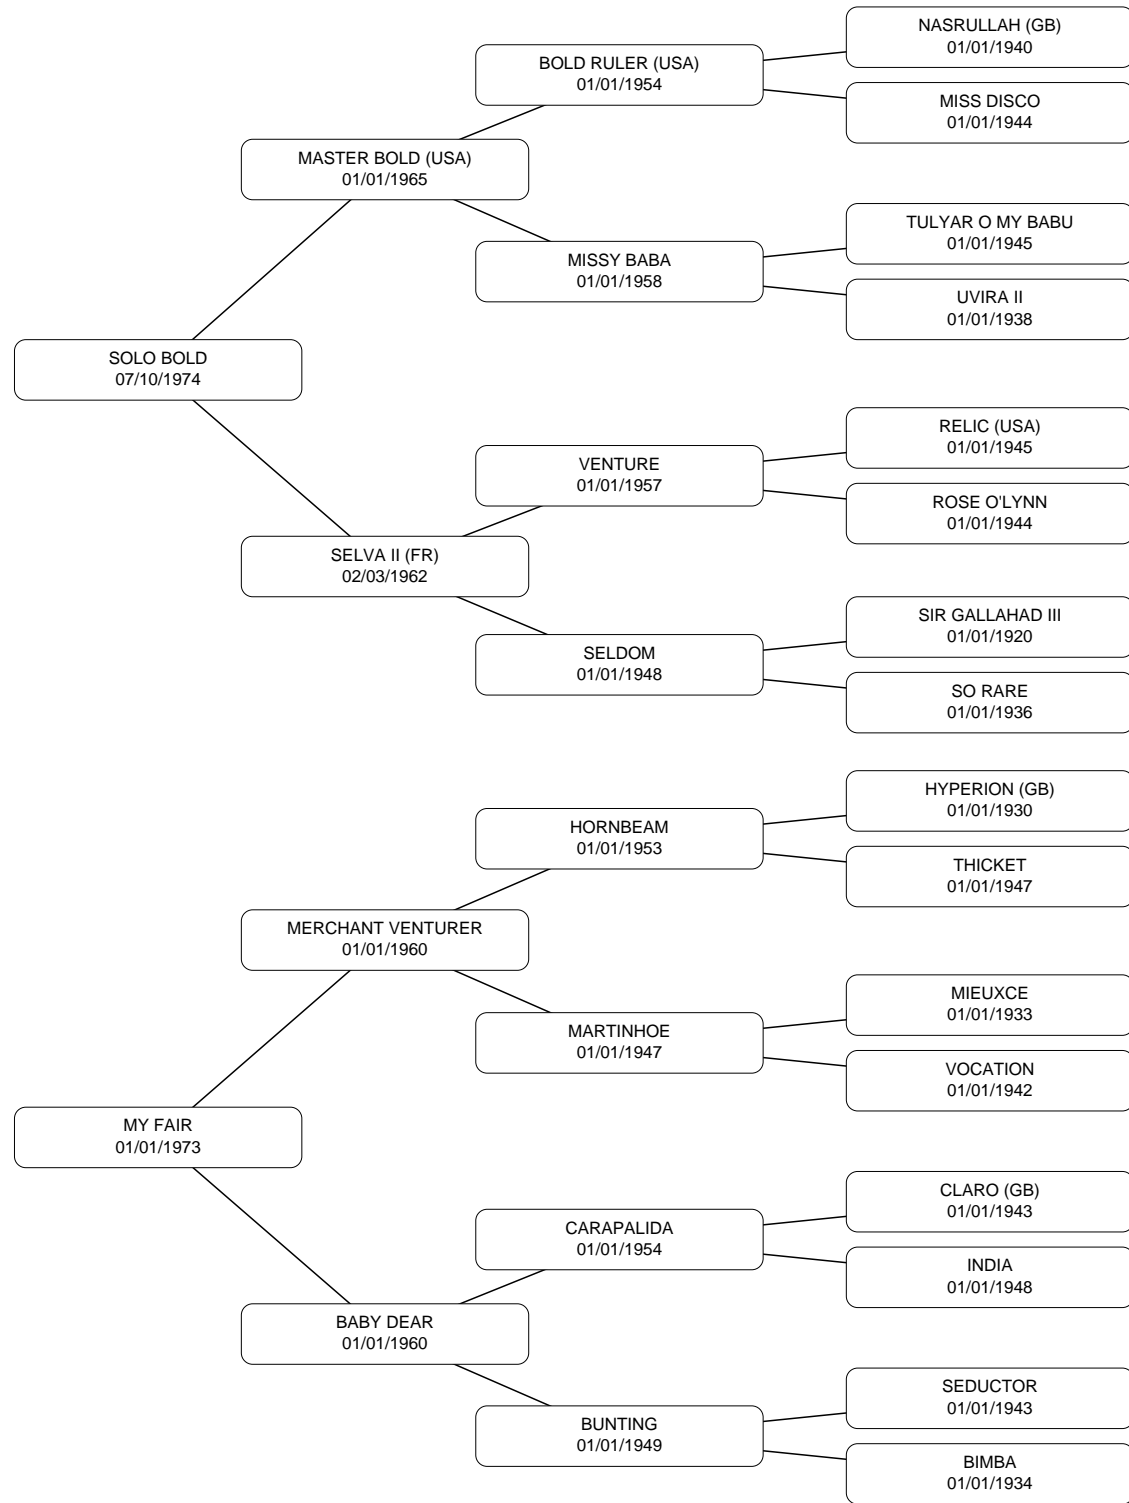 NASRULLAH (GB)
01/01/1940
BOLD RULER (USA)
01/01/1954
MISS DISCO
01/01/1944
MASTER BOLD (USA)
01/01/1965
TULYAR O MY BABU
01/01/1945
MISSY BABA
01/01/1958
UVIRA II
01/01/1938
SOLO BOLD
07/10/1974
RELIC (USA)
01/01/1945
VENTURE
01/01/1957
ROSE O'LYNN
01/01/1944
SELVA II (FR)
02/03/1962
SIR GALLAHAD III
01/01/1920
SELDOM
01/01/1948
SO RARE
01/01/1936
HYPERION (GB)
01/01/1930
HORNBEAM
01/01/1953
THICKET
01/01/1947
MERCHANT VENTURER
01/01/1960
MIEUXCE
01/01/1933
MARTINHOE
01/01/1947
VOCATION
01/01/1942
MY FAIR
01/01/1973
CLARO (GB)
01/01/1943
CARAPALIDA
01/01/1954
INDIA
01/01/1948
BABY DEAR
01/01/1960
SEDUCTOR
01/01/1943
BUNTING
01/01/1949
BIMBA
01/01/1934